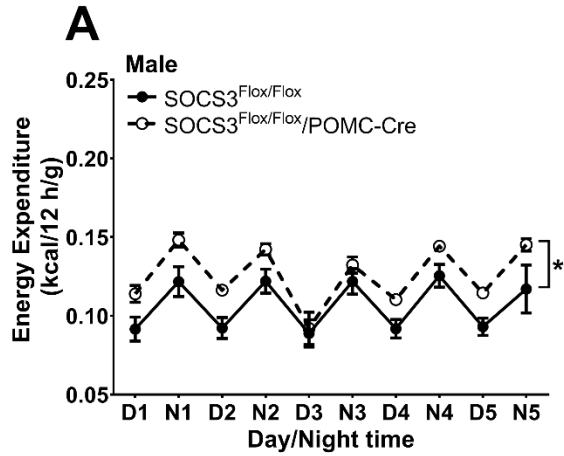 A
Male
SOCS3Flox/Flox
SOCS3Flox/Flox/POMC-Cre
Energy Expenditure
(kcal/12 h/g)
0.25
0.20
0.15
0.10
0.05
*
D1 N1 D2 N2 D3 N3 D4 N4 D5 N5
Day/Night time